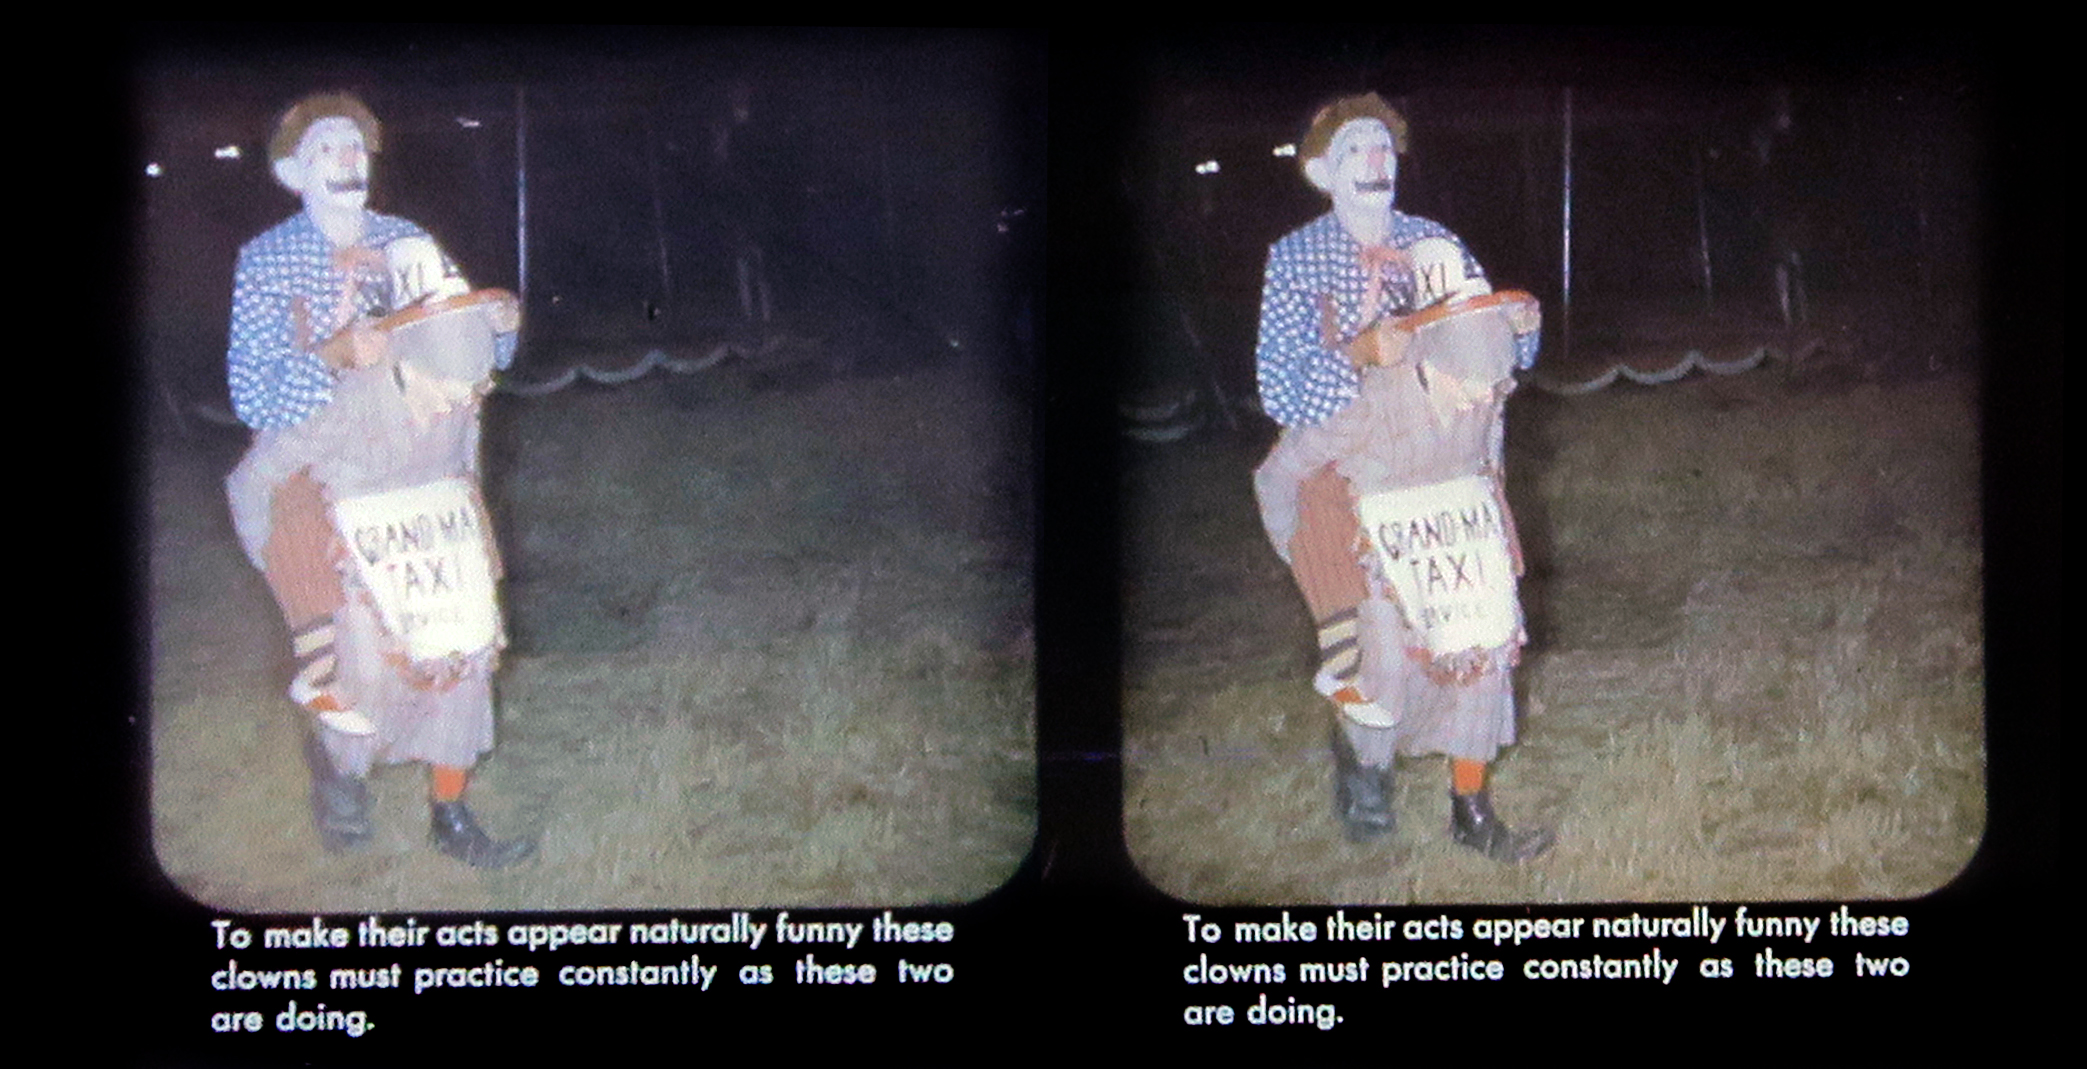 XI
GRAND-MA
TAXI
To make their acts appear naturally funny these
clowns must practice constantly as these two
are doing.
XI
GRAND-MA
TAXI
To make their acts appear naturally funny these
clowns must practice constantly as these two
are doing.